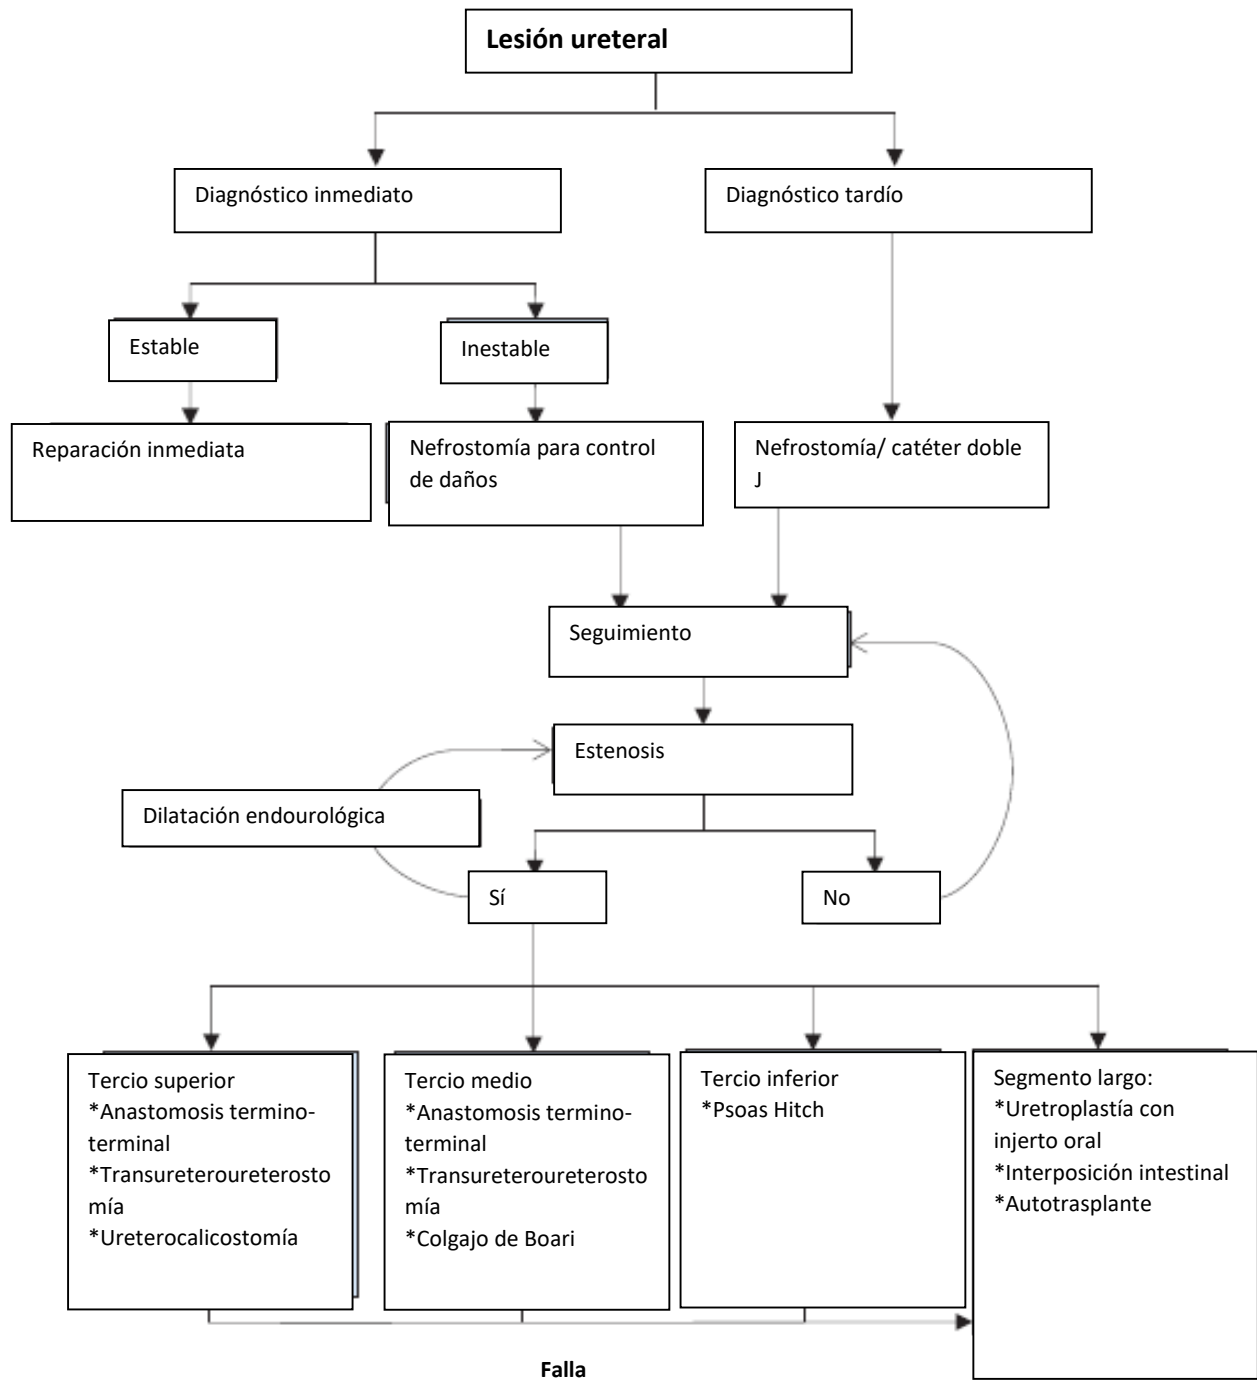 Lesión ureteral
Diagnóstico inmediato
Diagnóstico tardío
Estable
Inestable
Reparación inmediata
Nefrostomía para control
de daños
Nefrostomía/ catéter doble
J
Seguimiento
Estenosis
Dilatación endourológica
Sí
No
Tercio superior
*Anastomosis termino-
terminal
*Transureteroureterosto
mía
*Ureterocalicostomía
Tercio medio
*Anastomosis termino-
terminal
*Transureteroureterosto
mía
*Colgajo de Boari
Tercio inferior
*Psoas Hitch
Segmento largo:
*Uretroplastía con
injerto oral
*Interposición intestinal
*Autotrasplante
Falla